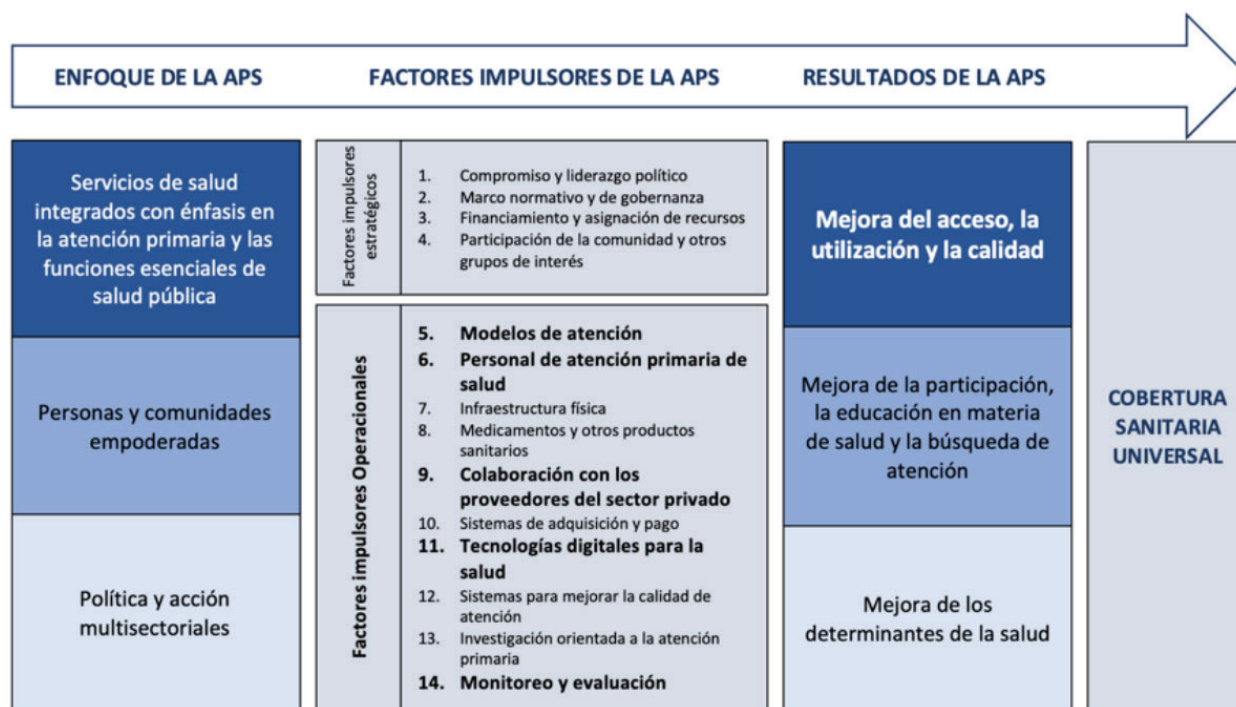 ENFOQUE DE LA APS
FACTORES IMPULSORES DE LA APS
RESULTADOS DE LA APS
Servicios de salud
integrados con énfasis en
la atención primaria y las
funciones esenciales de
salud pública
Personas y comunidades
empoderadas
Política y acción
multisectoriales
Factores impulsores
estratégicos
1. Compromiso y liderazgo político
2. Marco normativo y de gobernanza
3. Financiamiento y asignación de recursos
4. Participación de la comunidad y otros
grupos de interés
Factores impulsores Operacionales
5. Modelos de atención
6. Personal de atención primaria de
salud
7. Infraestructura física
8. Medicamentos y otros productos
sanitarios
9. Colaboración con los
proveedores del sector privado
10. Sistemas de adquisición y pago
11. Tecnologías digitales para la
salud
12. Sistemas para mejorar la calidad de
atención
13. Investigación orientada a la atención
primaria
14. Monitoreo y evaluación
Mejora del acceso, la
utilización y la calidad
Mejora de la participación,
la educación en materia
de salud y la búsqueda de
atención
Mejora de los
determinantes de la salud
COBERTURA
SANITARIA
UNIVERSAL